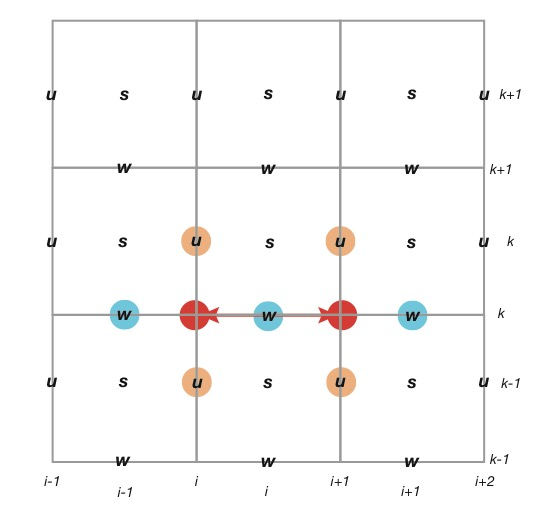 u s u s u s u k+1
w w w k+1
u s u s u s u k
w w w k
u s u s u s u k-1
w w w k-1
i-1 i i+1 i+2
i-1 i i+1